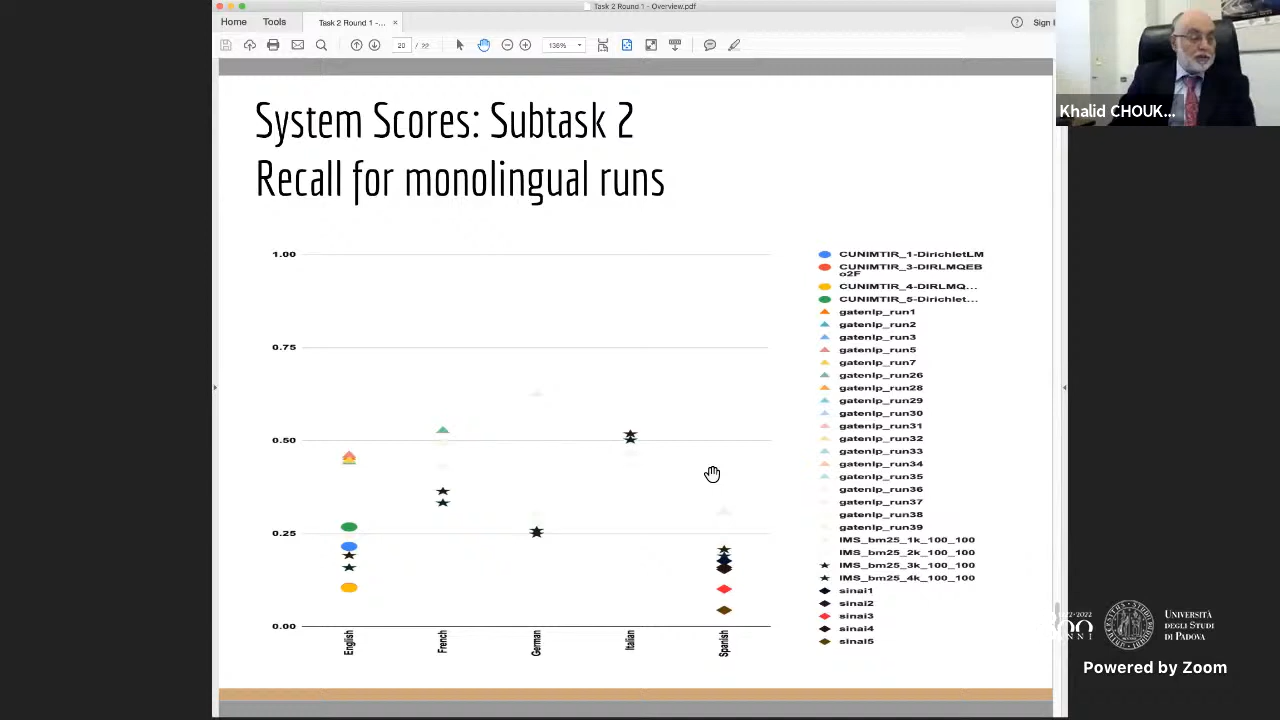 Task 2 Round 1 - Overview.pdf
Home
Tools
Task 2 Round 1 -...
×
?
Sign I
20
/ 22
136%
Khalid CHOUK...
System Scores: Subtask 2
Recall for monolingual runs
1.00
0.75
0.50
0.25
0.00
English
French
German
Italian
Spanish
CUNIMTIR_1-DirichletLM
CUNIMTIR_3-DIRLMQEB
o2F
CUNIMTIR_4-DIRLMQ...
CUNIMTIR_5-Dirichlet...
gatenlp_run1
gatenlp_run2
gatenlp_run3
gatenlp_run5
gatenlp_run7
gatenlp_run26
gatenlp_run28
gatenlp_run29
gatenlp_run30
gatenlp_run31
gatenlp_run32
gatenlp_run33
gatenlp_run34
gatenlp_run35
gatenlp_run36
gatenlp_run37
gatenlp_run38
gatenlp_run39
IMS_bm25_1k_100_100
IMS_bm25_2k_100_100
IMS_bm25_3k_100_100
IMS_bm25_4k_100_100
sinai1
sinai2
sinai3
sinai4
sinai5
UNIVERSITÀ
DEGLI STUDI
DI PADOVA
Powered by Zoom